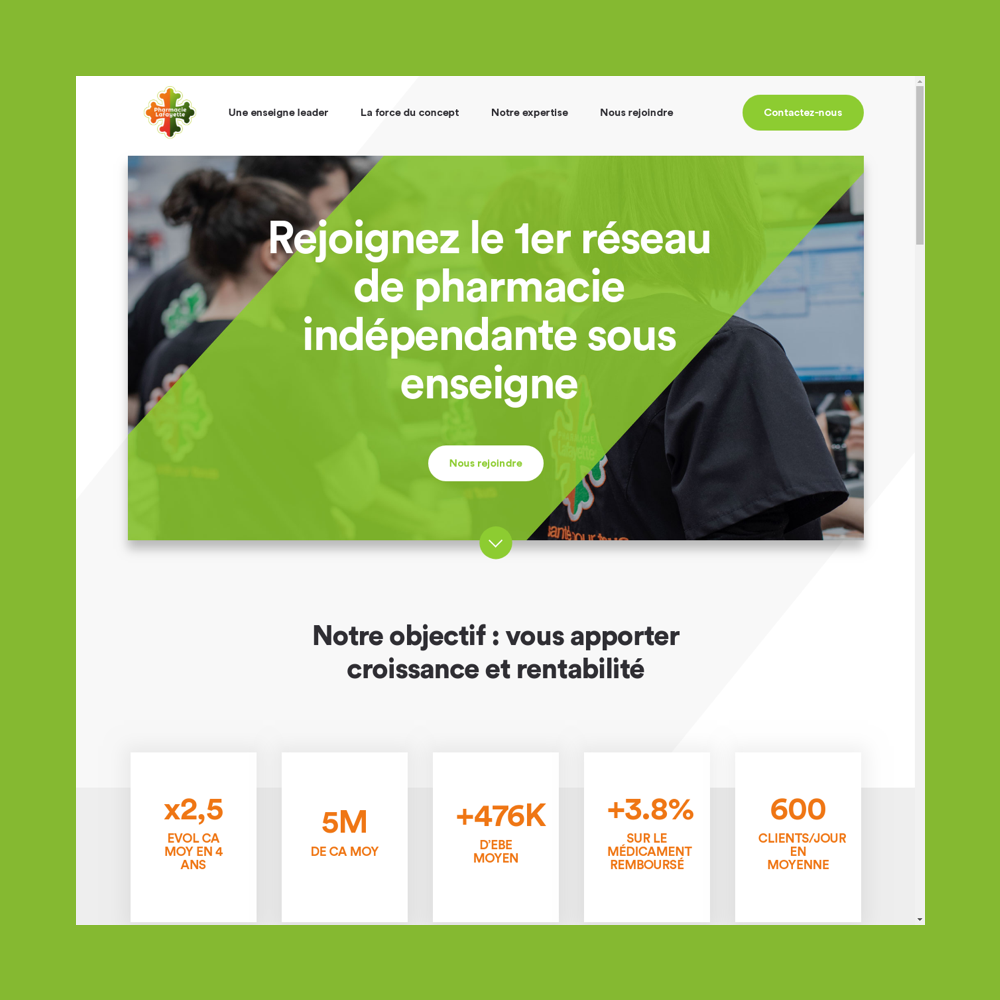 Pharmacie
Lafayette
Une enseigne leader
La force du concept
Notre expertise
Nous rejoindre
Contactez-nous
Rejoignez le 1er réseau
de pharmacie
indépendante sous
enseigne
Nous rejoindre
Notre objectif : vous apporter
croissance et rentabilité
x2,5
EVOL CA
MOY EN 4
ANS
5M
DE CA MOY
+476K
D'EBE
MOYEN
+3.8%
SUR LE
MÉDICAMENT
REMBOURSÉ
600
CLIENTS/JOUR
EN
MOYENNE